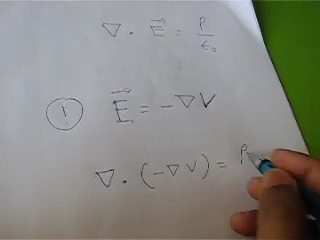 ∇ · E⃗ = ρ/ε₀
① E⃗ = -∇V
∇ · (-∇V) = ρ